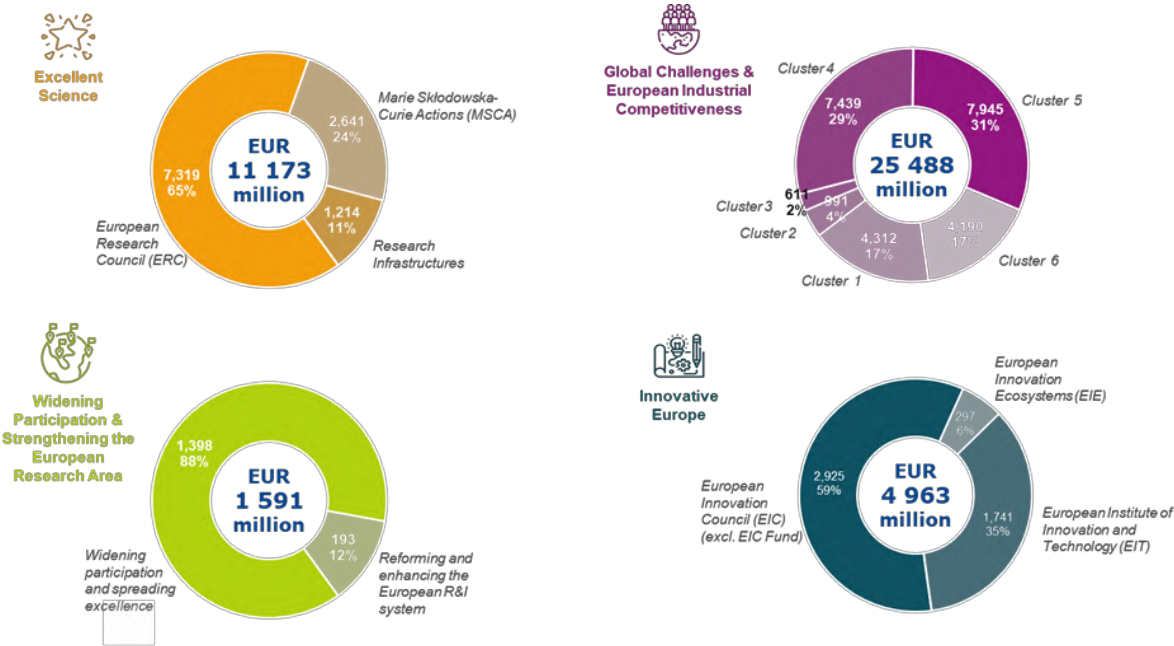 Excellent
Science
Marie Skłodowska-
Curie Actions (MSCA)
2,641
24%
EUR
11 173
million
7,319
65%
1,214
11%
European
Research
Council (ERC)
Research
Infrastructures
Global Challenges &
European Industrial
Competitiveness
Cluster 4
7,439
29%
7,945
31%
Cluster 5
EUR
25 488
million
611
2%
Cluster 3
991
4%
Cluster 2
4,312
17%
4,190
17%
Cluster 1
Cluster 6
Widening
Participation &
Strengthening the
European
Research Area
1,398
88%
EUR
1 591
million
193
12%
Widening
participation
and spreading
excellence
Reforming and
enhancing the
European R&I
system
Innovative
Europe
European
Innovation
Ecosystems (EIE)
297
6%
2,925
59%
EUR
4 963
million
1,741
35%
European
Innovation
Council (EIC)
(excl. EIC Fund)
European Institute of
Innovation and
Technology (EIT)